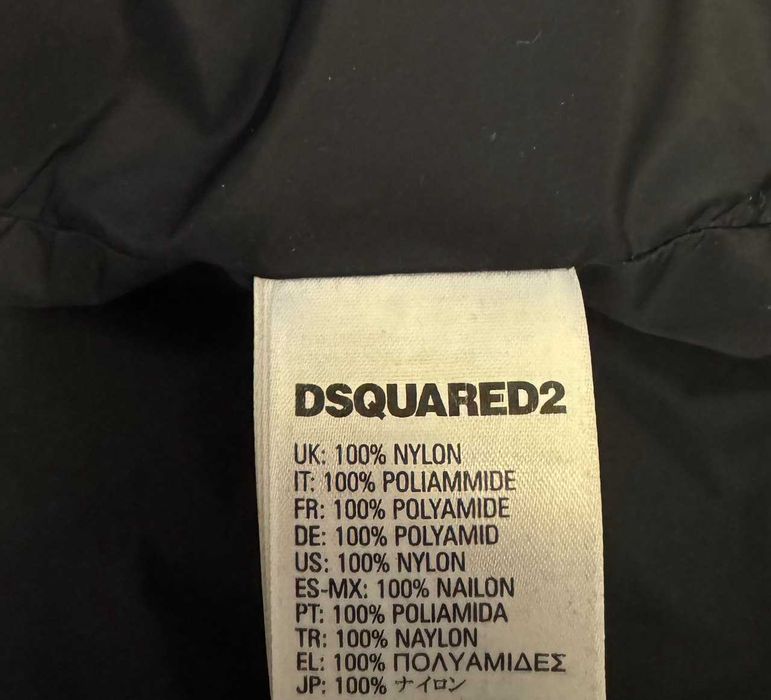 DSQUARED2
UK: 100% NYLON
IT: 100% POLIAMMIDE
FR: 100% POLYAMIDE
DE: 100% POLYAMID
US: 100% NYLON
ES-MX: 100% NAILON
PT: 100% POLIAMIDA
TR: 100% NAYLON
EL: 100% ΠΟΛΥΑΜΙΔΕΣ
JP: 100% ナイロン